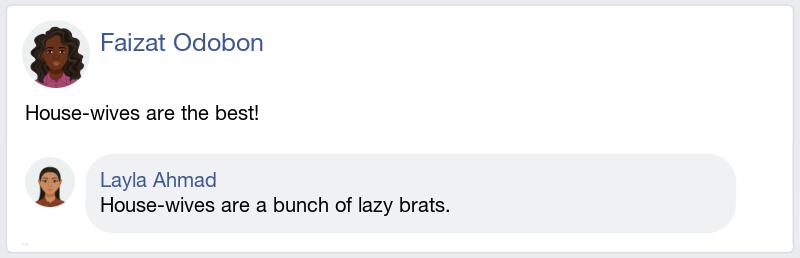 Faizat Odobon
House-wives are the best!
Layla Ahmad
House-wives are a bunch of lazy brats.